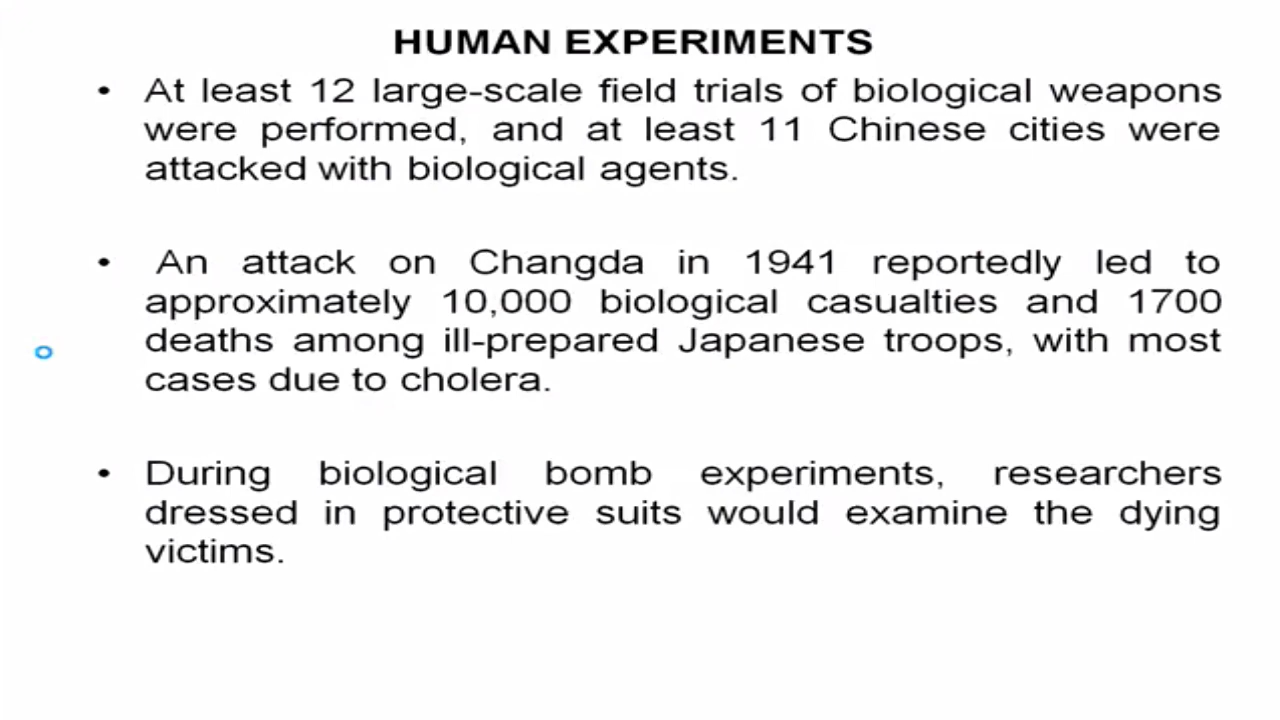 HUMAN EXPERIMENTS
• At least 12 large-scale field trials of biological weapons
were performed, and at least 11 Chinese cities were
attacked with biological agents.
• An attack on Changda in 1941 reportedly led to
approximately 10,000 biological casualties and 1700
deaths among ill-prepared Japanese troops, with most
cases due to cholera.
• During biological bomb experiments, researchers
dressed in protective suits would examine the dying
victims.